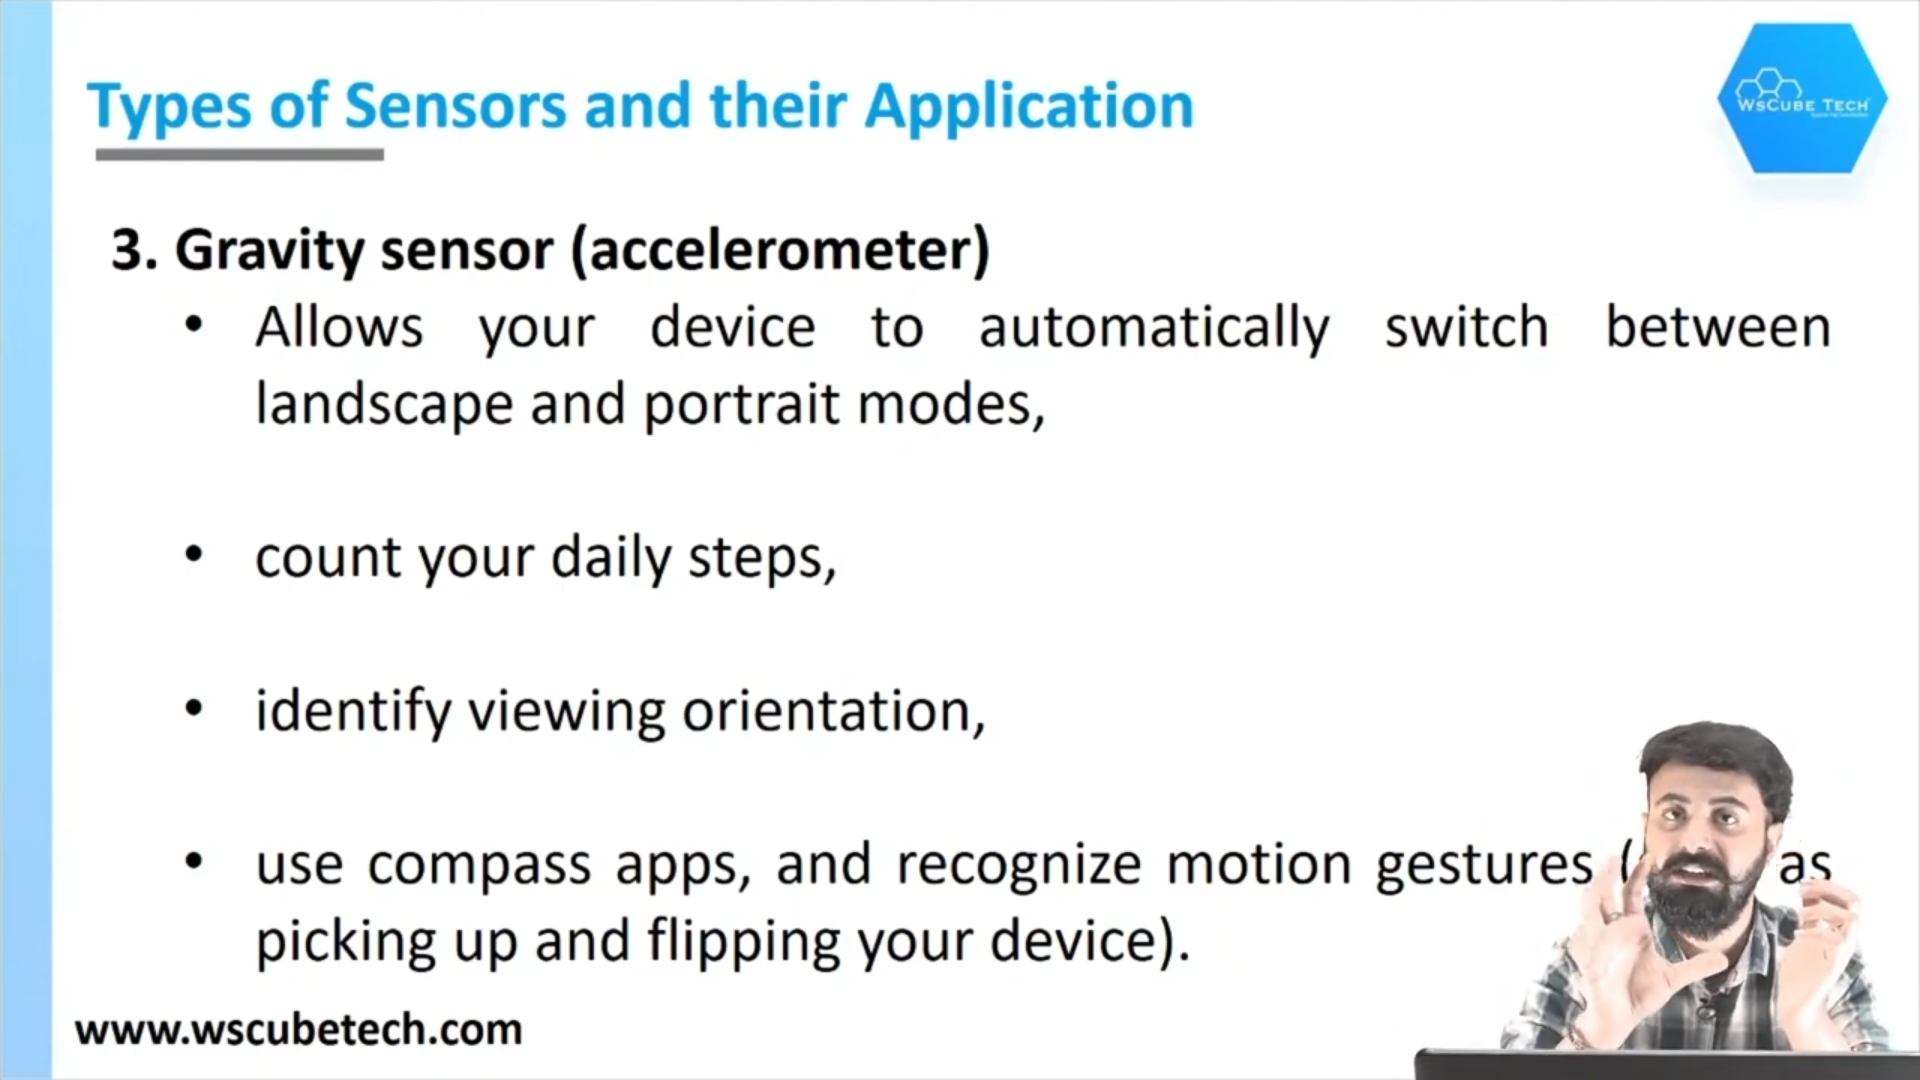 Types of Sensors and their Application
WSCUBE TECH
3. Gravity sensor (accelerometer)
• Allows your device to automatically switch between
landscape and portrait modes,
• count your daily steps,
• identify viewing orientation,
• use compass apps, and recognize motion gestures ( as
picking up and flipping your device).
www.wscubetech.com